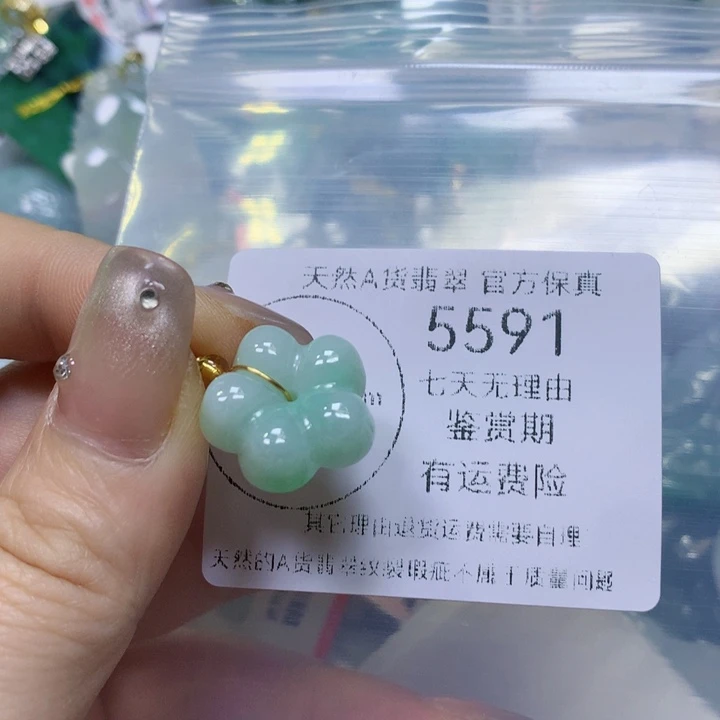 天然A货翡翠 官方保真
5591
七天无理由
鉴赏期
有运费险
其它理由退货运费需要自理
天然的A货翡翠纹裂瑕疵不属于质量问题